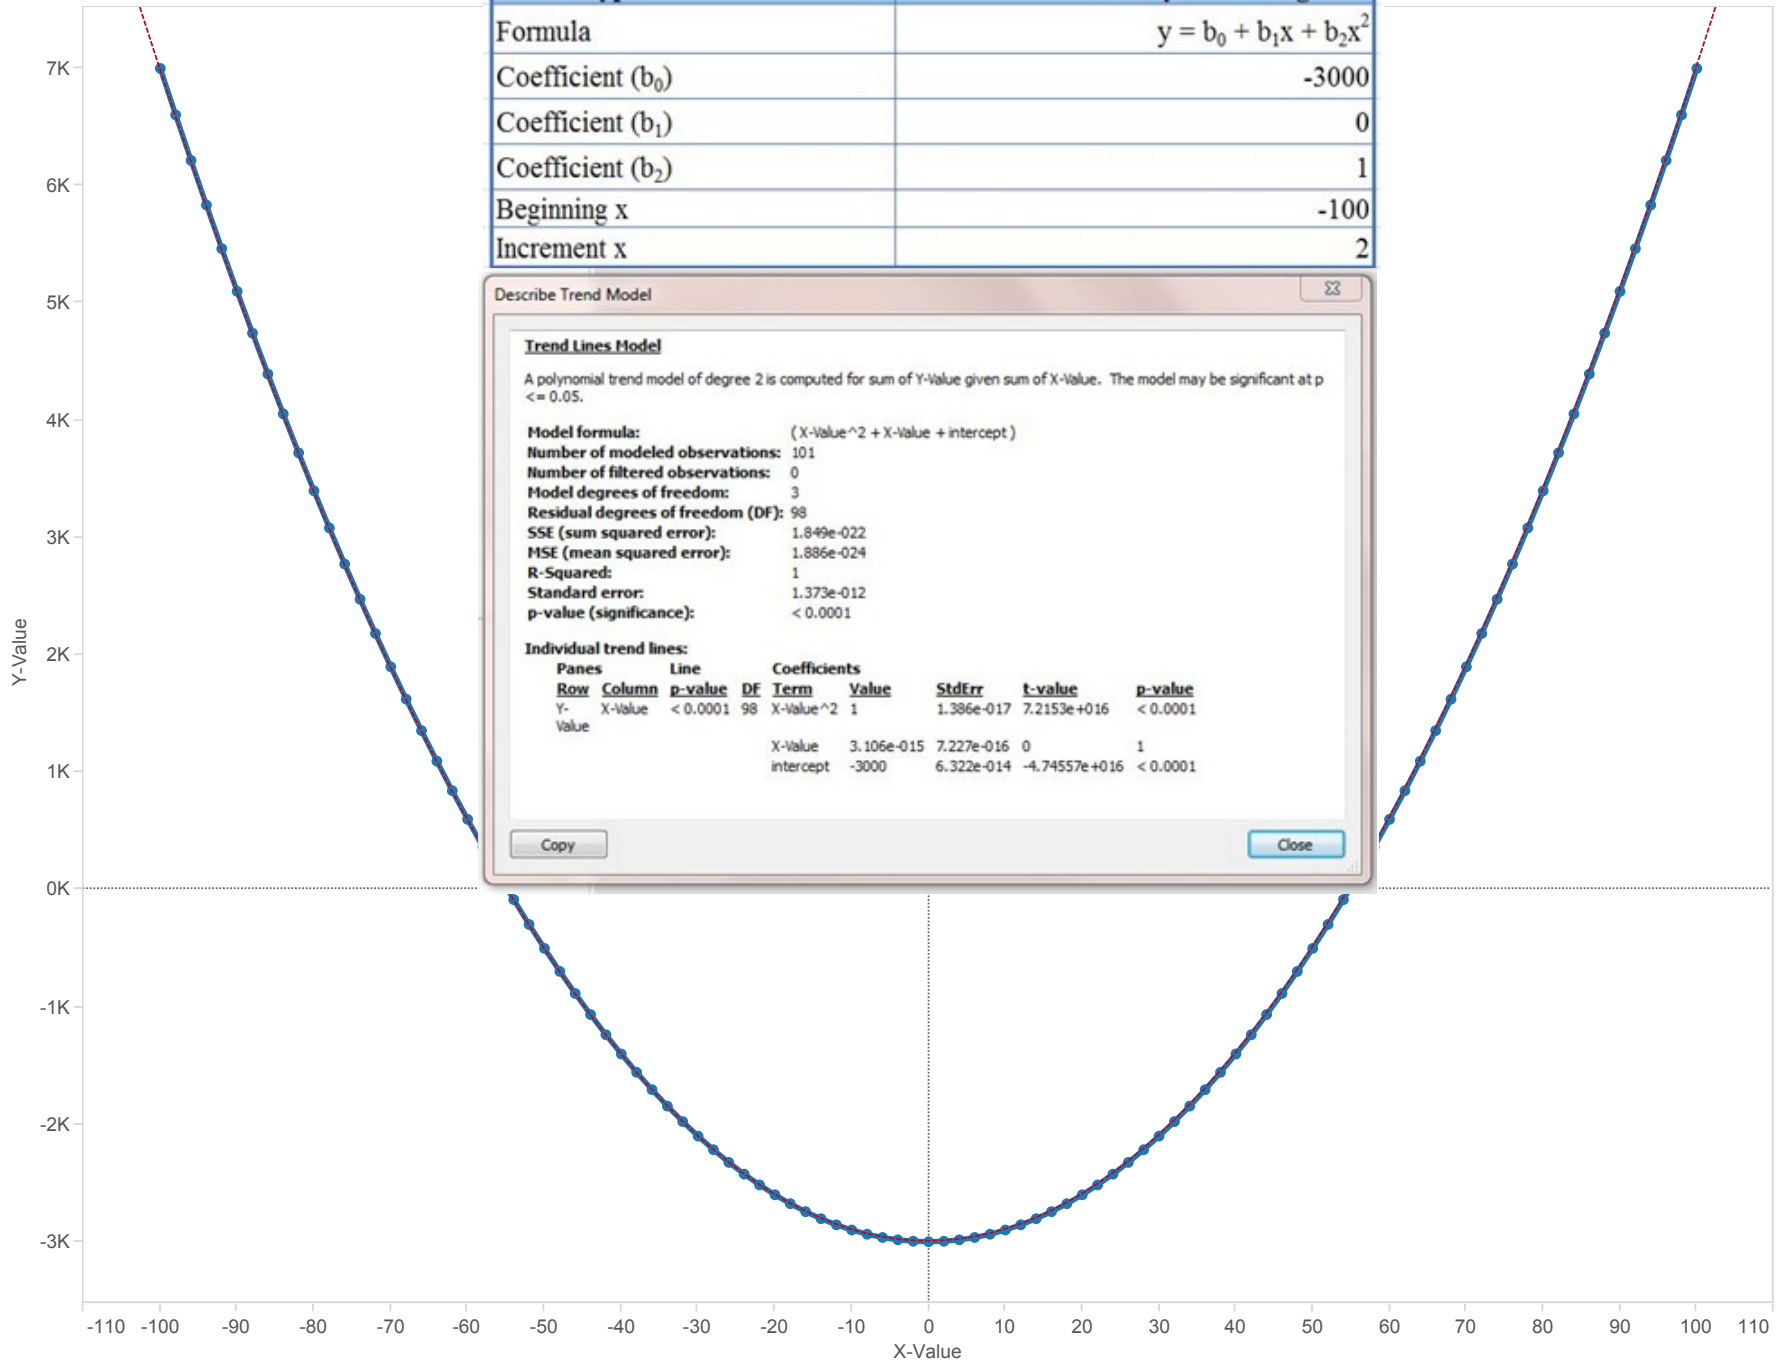 Formula y = b₀ + b₁x + b₂x²
Coefficient (b₀) -3000
Coefficient (b₁) 0
Coefficient (b₂) 1
Beginning x -100
Increment x 2
Describe Trend Model
Trend Lines Model
A polynomial trend model of degree 2 is computed for sum of Y-Value given sum of X-Value. The model may be significant at p
<= 0.05.
Model formula: ( X-Value^2 + X-Value + intercept )
Number of modeled observations: 101
Number of filtered observations: 0
Model degrees of freedom: 3
Residual degrees of freedom (DF): 98
SSE (sum squared error): 1.849e-022
MSE (mean squared error): 1.886e-024
R-Squared: 1
Standard error: 1.373e-012
p-value (significance): < 0.0001
Individual trend lines:
Panes Line Coefficients
Row Column p-value DF Term Value StdErr t-value p-value
Y- X-Value < 0.0001 98 X-Value^2 1 1.386e-017 7.2153e+016 < 0.0001
Value
X-Value 3.106e-015 7.227e-016 0 1
intercept -3000 6.322e-014 -4.74557e+016 < 0.0001
Copy Close
Y-Value
7K
6K
5K
4K
3K
2K
1K
0K
-1K
-2K
-3K
-110 -100 -90 -80 -70 -60 -50 -40 -30 -20 -10 0 10 20 30 40 50 60 70 80 90 100 110
X-Value